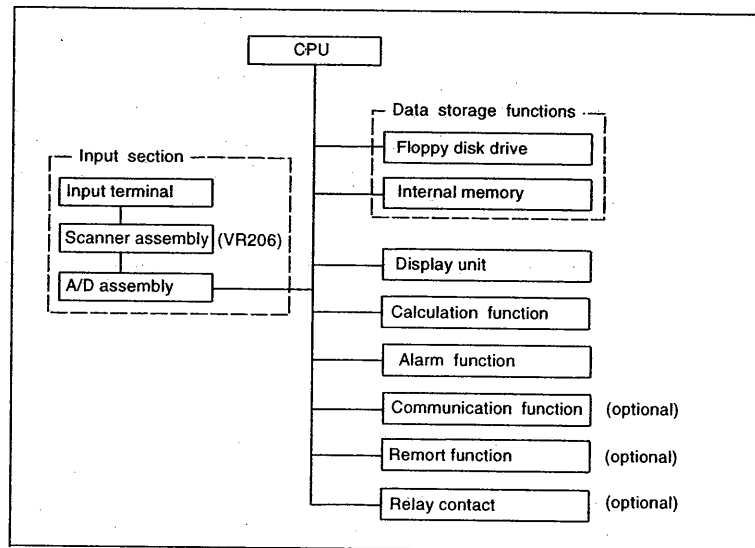 CPU
Data storage functions
Floppy disk drive
Internal memory
Input section
Input terminal
Scanner assembly (VR206)
A/D assembly
Display unit
Calculation function
Alarm function
Communication function (optional)
Remort function (optional)
Relay contact (optional)